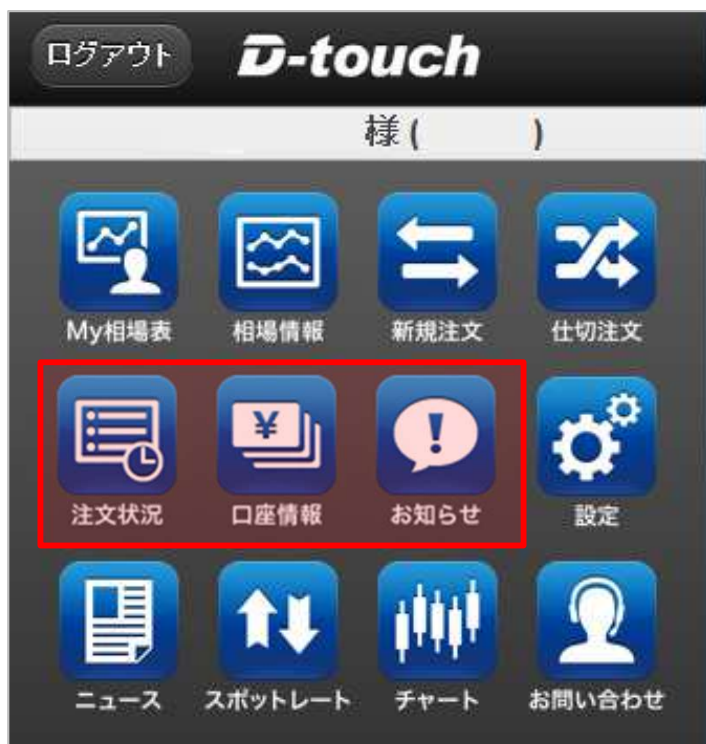 ログアウト D-touch
様( )
My相場表 相場情報 新規注文 仕切注文
¥ !
注文状況 口座情報 お知らせ 設定
ニュース スポットレート チャート お問い合わせ